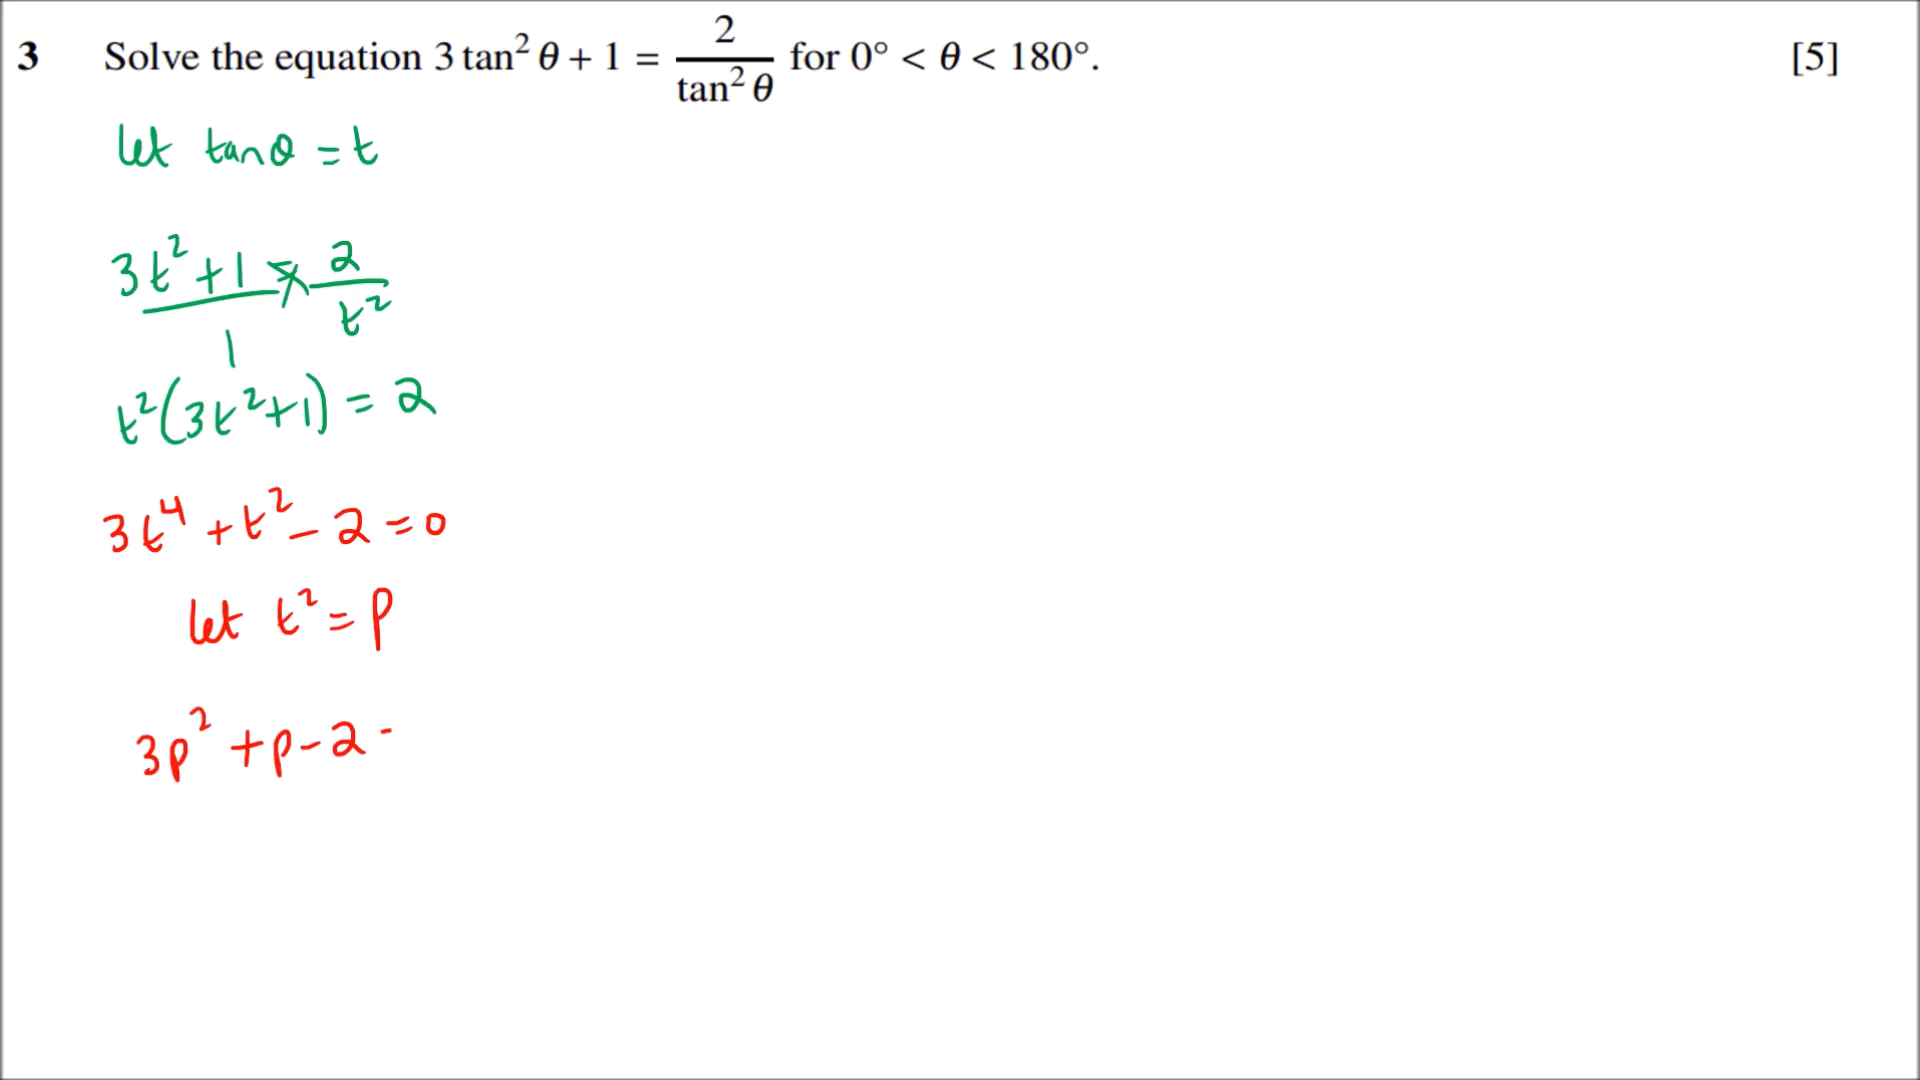 3 Solve the equation 3 tan² θ + 1 = 2/tan² θ for 0° < θ < 180°. [5]
let tanθ = t
3t² + 1/1 = 2/t²
t²(3t²+1) = 2
3t⁴ + t² - 2 = 0
let t² = p
3p² + p - 2 -